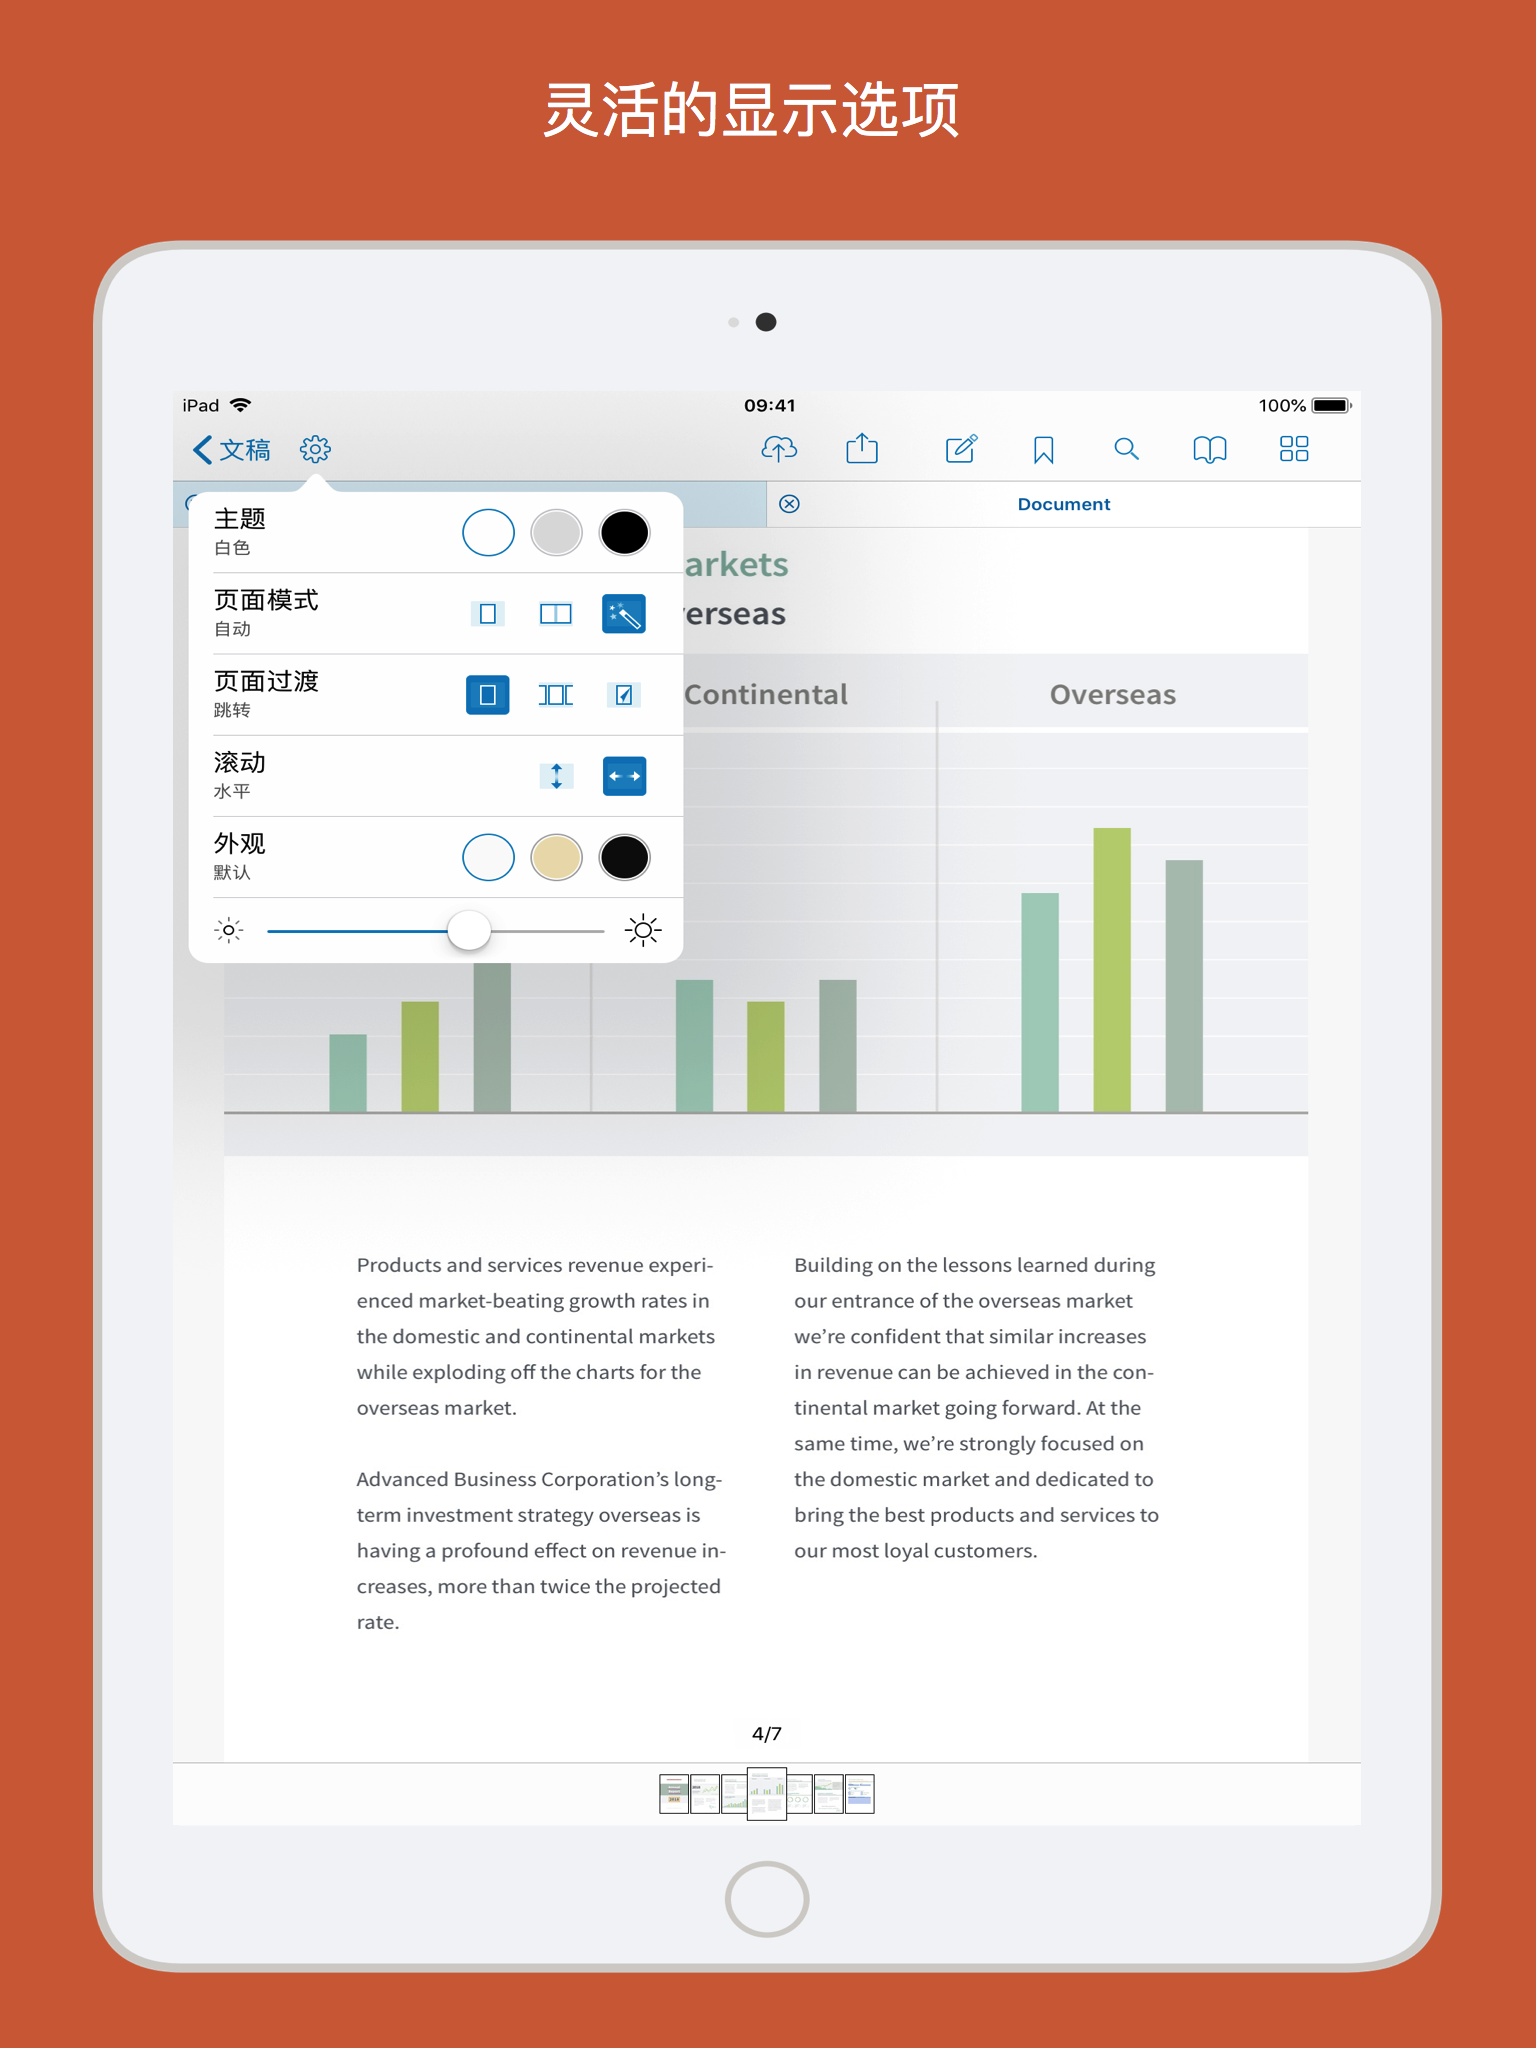 灵活的显示选项
iPad
09:41
100%
文稿
Document
主题
白色
页面模式
自动
页面过渡
跳转
滚动
水平
外观
默认
arkets
erseas
Continental
Overseas
Products and services revenue experi-
enced market-beating growth rates in
the domestic and continental markets
while exploding off the charts for the
overseas market.
Advanced Business Corporation’s long-
term investment strategy overseas is
having a profound effect on revenue in-
creases, more than twice the projected
rate.
Building on the lessons learned during
our entrance of the overseas market
we’re confident that similar increases
in revenue can be achieved in the con-
tinental market going forward. At the
same time, we’re strongly focused on
the domestic market and dedicated to
bring the best products and services to
our most loyal customers.
4/7